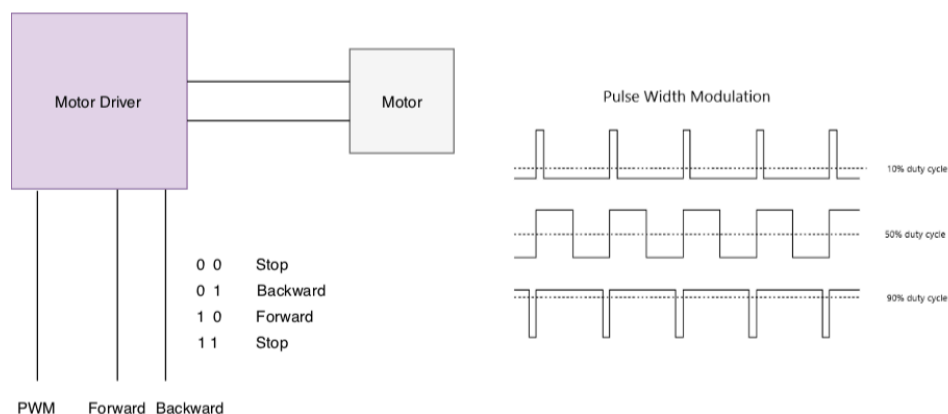 Motor Driver
Motor
0 0 Stop
0 1 Backward
1 0 Forward
1 1 Stop
PWM Forward Backward
Pulse Width Modulation
10% duty cycle
50% duty cycle
90% duty cycle